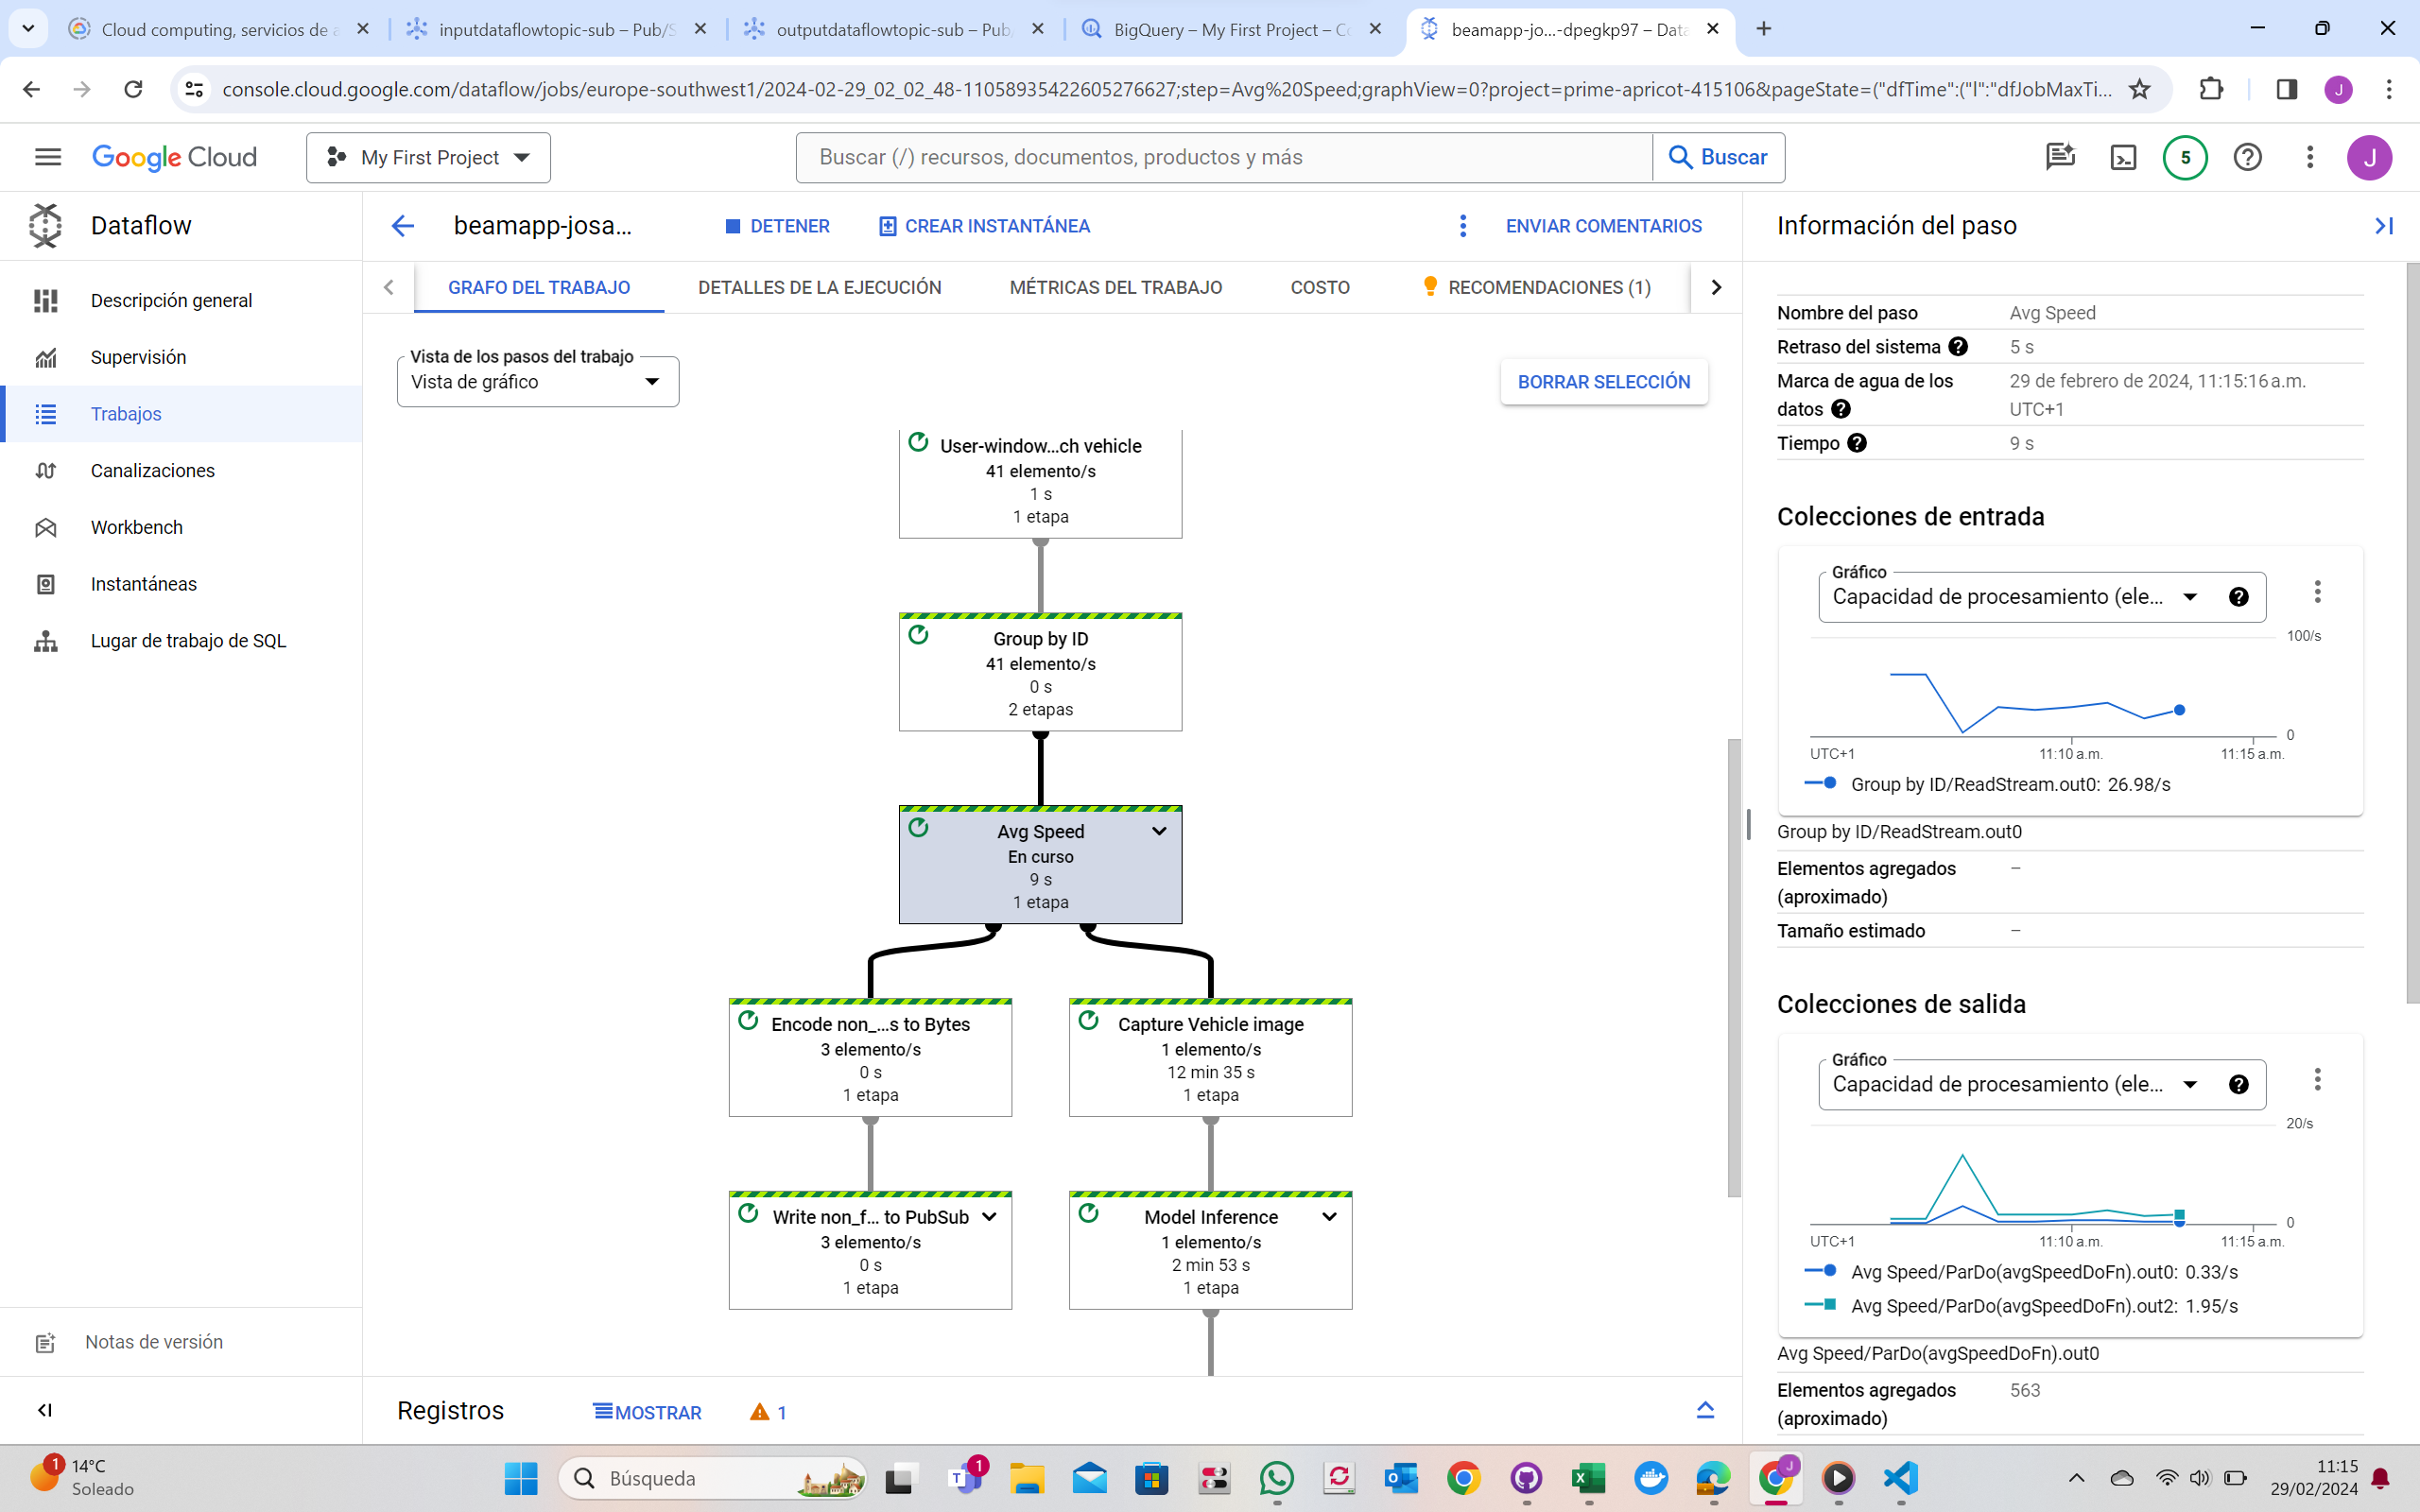 Cloud computing, servicios de a
inputdataflowtopic-sub – Pub/S
outputdataflowtopic-sub – Pub/
BigQuery – My First Project – Co
beamapp-jo...-dpegkp97 – Data
console.cloud.google.com/dataflow/jobs/europe-southwest1/2024-02-29_02_02_48-11058935422605276627;step=Avg%20Speed;graphView=0?project=prime-apricot-415106&pageState=("dfTime":("l":"dfJobMaxTi...
J
Google Cloud
My First Project
Buscar (/) recursos, documentos, productos y más
Buscar
5
J
Dataflow
Descripción general
Supervisión
Trabajos
Canalizaciones
Workbench
Instantáneas
Lugar de trabajo de SQL
Notas de versión
beamapp-josa...
DETENER
CREAR INSTANTÁNEA
ENVIAR COMENTARIOS
GRAFO DEL TRABAJO
DETALLES DE LA EJECUCIÓN
MÉTRICAS DEL TRABAJO
COSTO
RECOMENDACIONES (1)
Vista de los pasos del trabajo
Vista de gráfico
BORRAR SELECCIÓN
User-window...ch vehicle
41 elemento/s
1 s
1 etapa
Group by ID
41 elemento/s
0 s
2 etapas
Avg Speed
En curso
9 s
1 etapa
Encode non_...s to Bytes
3 elemento/s
0 s
1 etapa
Capture Vehicle image
1 elemento/s
12 min 35 s
1 etapa
Write non_f... to PubSub
3 elemento/s
0 s
1 etapa
Model Inference
1 elemento/s
2 min 53 s
1 etapa
Registros
MOSTRAR
1
Información del paso
Nombre del paso Avg Speed
Retraso del sistema 5 s
Marca de agua de los datos 29 de febrero de 2024, 11:15:16 a.m. UTC+1
Tiempo 9 s
Colecciones de entrada
Gráfico
Capacidad de procesamiento (ele...
100/s
0
UTC+1 11:10 a.m. 11:15 a.m.
Group by ID/ReadStream.out0: 26.98/s
Group by ID/ReadStream.out0
Elementos agregados (aproximado) –
Tamaño estimado –
Colecciones de salida
Gráfico
Capacidad de procesamiento (ele...
20/s
0
UTC+1 11:10 a.m. 11:15 a.m.
Avg Speed/ParDo(avgSpeedDoFn).out0: 0.33/s
Avg Speed/ParDo(avgSpeedDoFn).out2: 1.95/s
Avg Speed/ParDo(avgSpeedDoFn).out0
Elementos agregados (aproximado) 563
1
14°C
Soleado
Búsqueda
1
J
11:15
29/02/2024